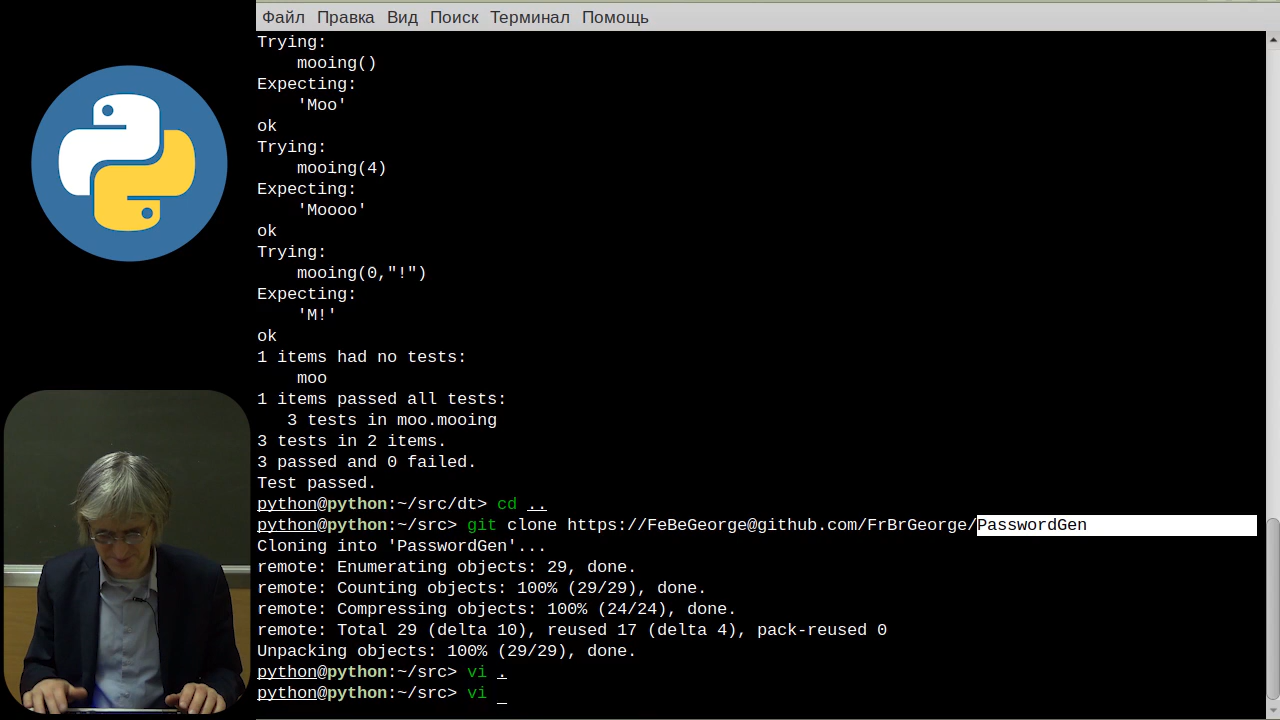 Файл Правка Вид Поиск Терминал Помощь
Trying:
    mooing()
Expecting:
    'Moo'
ok
Trying:
    mooing(4)
Expecting:
    'Moooo'
ok
Trying:
    mooing(0,"!")
Expecting:
    'M!'
ok
1 items had no tests:
    moo
1 items passed all tests:
   3 tests in moo.mooing
3 tests in 2 items.
3 passed and 0 failed.
Test passed.
python@python:~/src/dt> cd ..
python@python:~/src> git clone https://FeBeGeorge@github.com/FrBrGeorge/PasswordGen
Cloning into 'PasswordGen'...
remote: Enumerating objects: 29, done.
remote: Counting objects: 100% (29/29), done.
remote: Compressing objects: 100% (24/24), done.
remote: Total 29 (delta 10), reused 17 (delta 4), pack-reused 0
Unpacking objects: 100% (29/29), done.
python@python:~/src> vi .
python@python:~/src> vi _